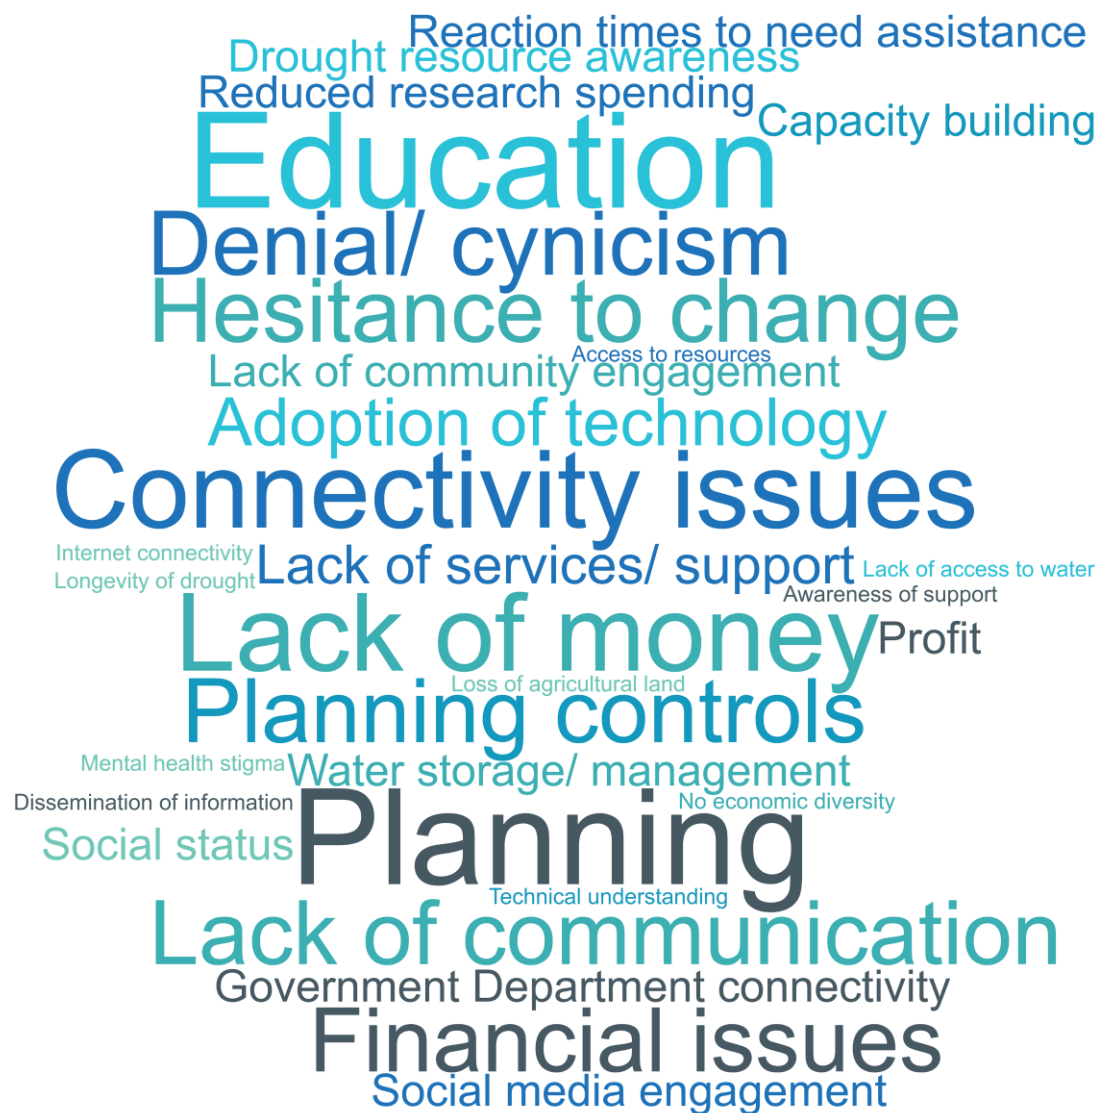 Reaction times to need assistance
Drought resource awareness
Reduced research spending
Capacity building
Education
Denial/ cynicism
Hesitance to change
Access to resources
Lack of community engagement
Adoption of technology
Connectivity issues
Internet connectivity
Lack of services/ support
Lack of access to water
Longevity of drought
Awareness of support
Lack of money
Profit
Loss of agricultural land
Planning controls
Mental health stigma
Water storage/ management
Dissemination of information
No economic diversity
Planning
Social status
Technical understanding
Lack of communication
Government Department connectivity
Financial issues
Social media engagement